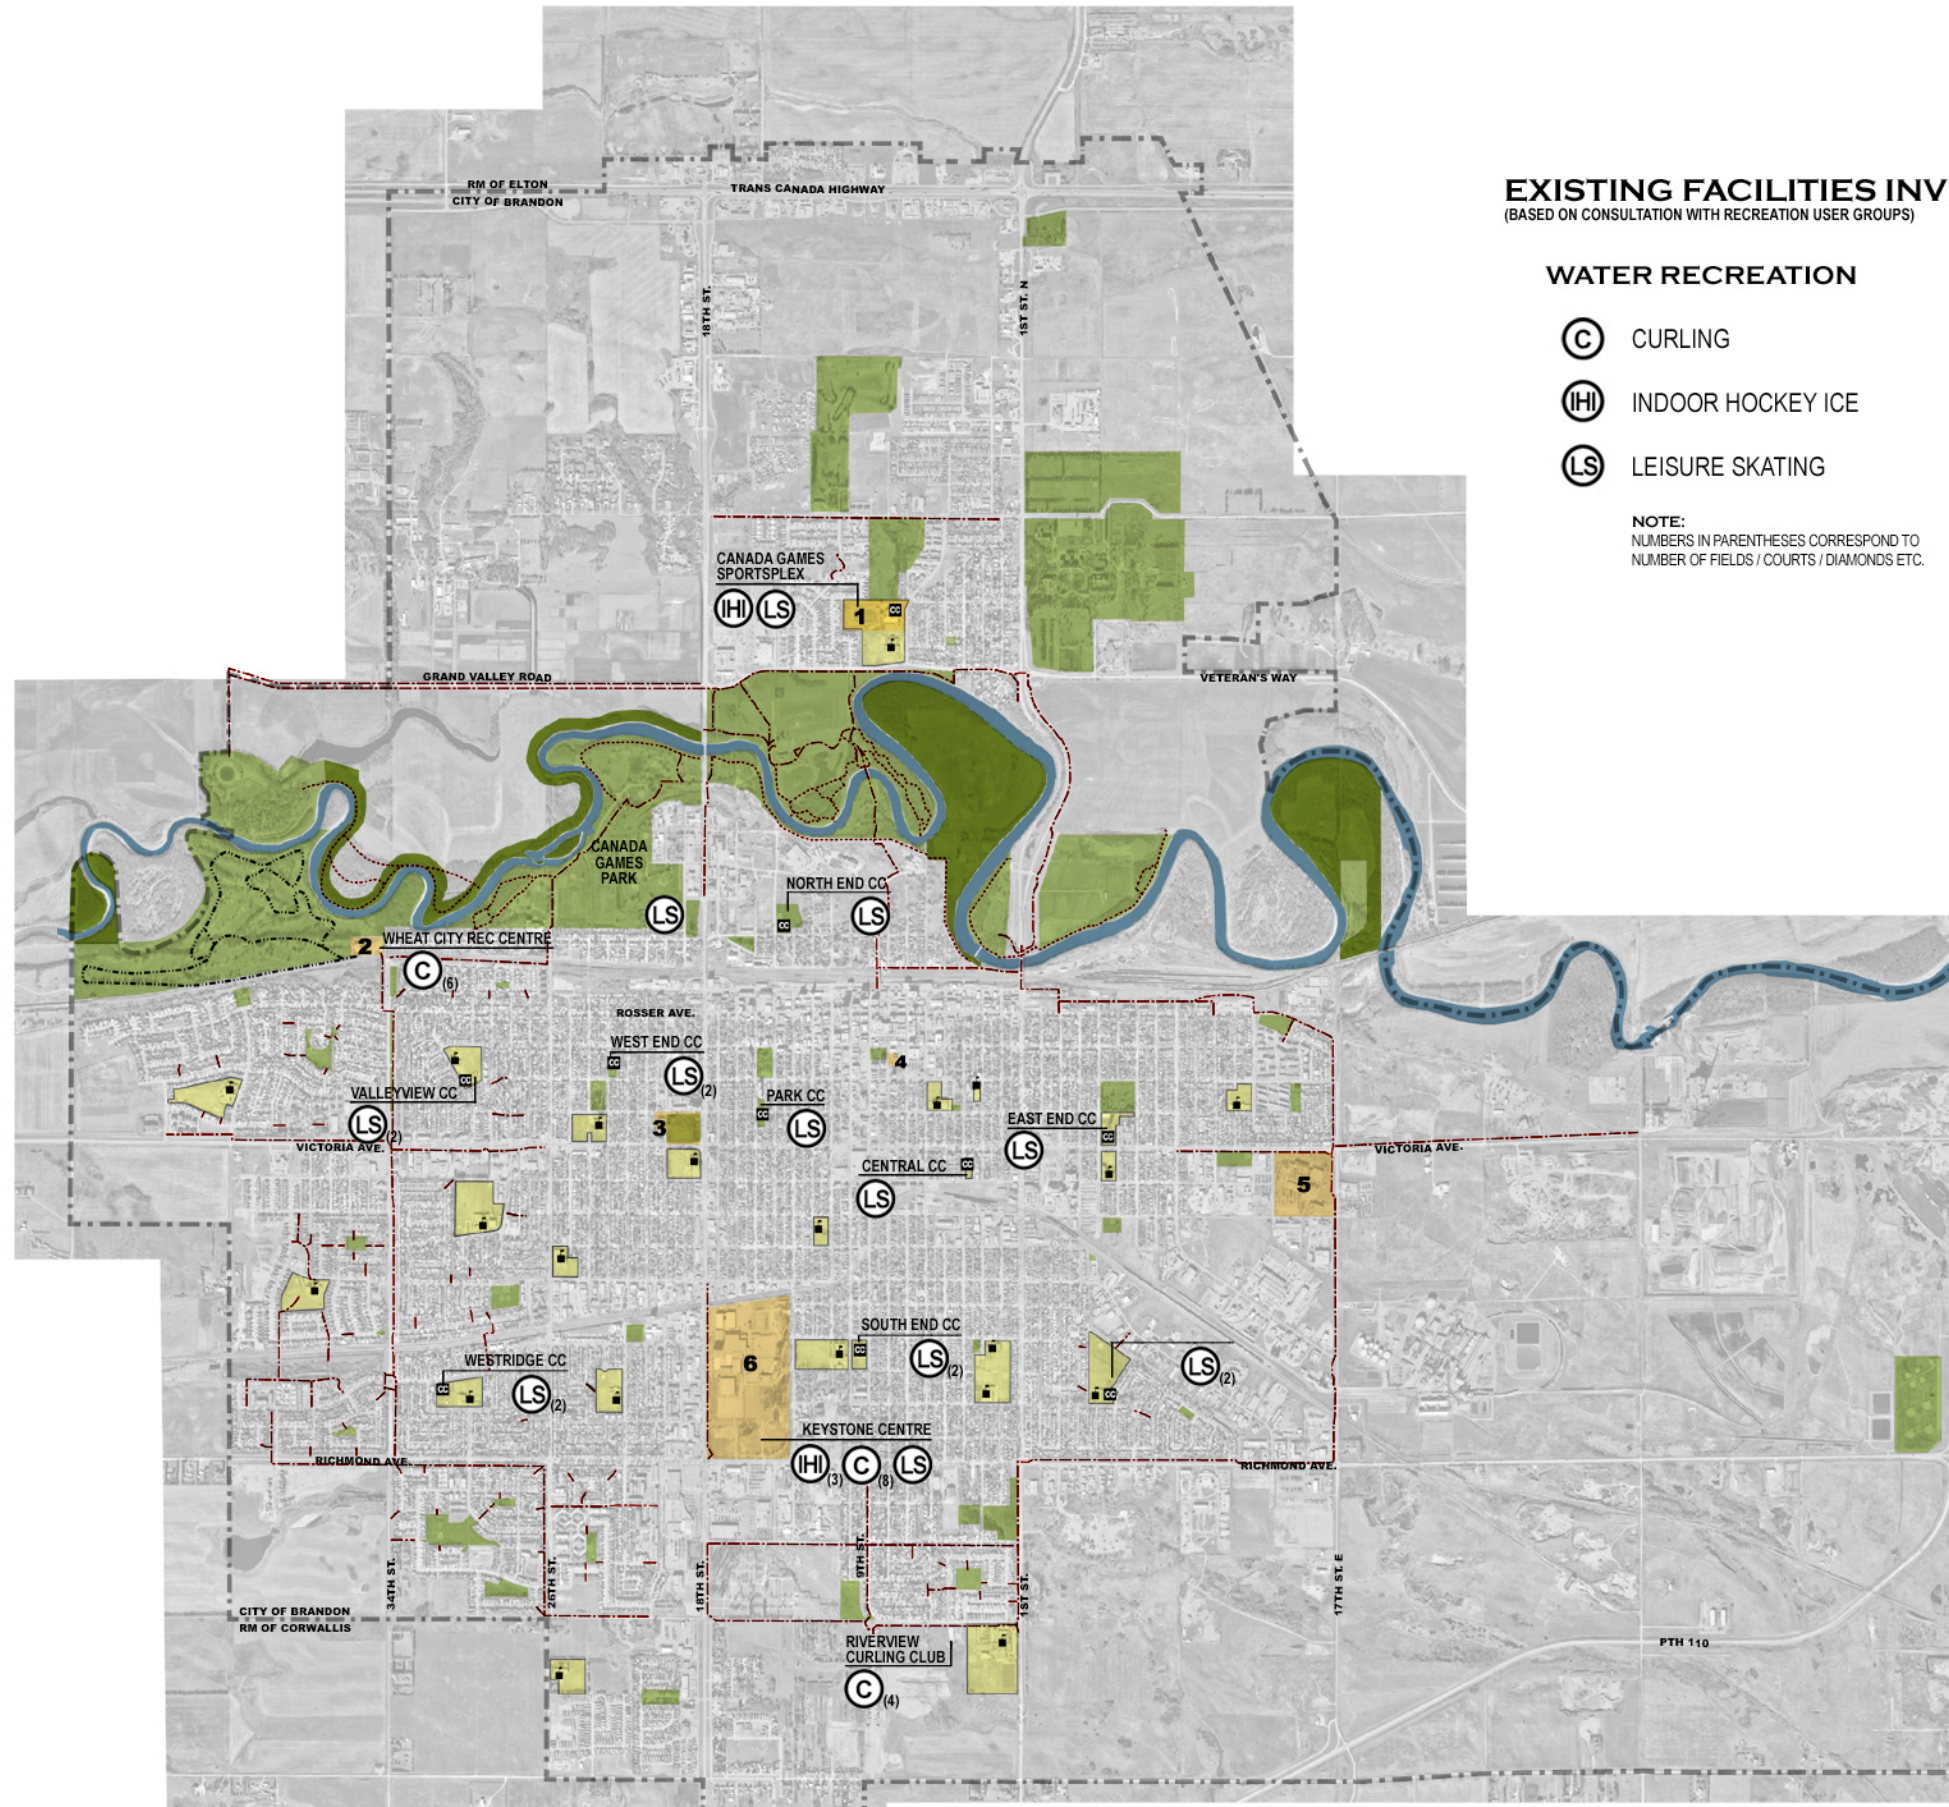 EXISTING FACILITIES INV
(BASED ON CONSULTATION WITH RECREATION USER GROUPS)
WATER RECREATION
C CURLING
IHI INDOOR HOCKEY ICE
LS LEISURE SKATING
NOTE:
NUMBERS IN PARENTHESES CORRESPOND TO
NUMBER OF FIELDS / COURTS / DIAMONDS ETC.
RM OF ELTON
CITY OF BRANDON
TRANS CANADA HIGHWAY
18TH ST.
1ST ST. N
CANADA GAMES
SPORTSPLEX
IHI LS
1
CC
GRAND VALLEY ROAD
VETERAN'S WAY
CANADA
GAMES
PARK
LS
NORTH END CC
CC
LS
2
WHEAT CITY REC CENTRE
C (6)
ROSSER AVE.
WEST END CC
CC
LS (2)
4
VALLEYVIEW CC
CC
LS (2)
PARK CC
CC
LS
3
EAST END CC
CC
LS
VICTORIA AVE.
VICTORIA AVE.
CENTRAL CC
CC
LS
5
SOUTH END CC
CC
LS (2)
LS (2)
CC
6
WESTRIDGE CC
CC
LS (2)
KEYSTONE CENTRE
IHI (3) C (8) LS
RICHMOND AVE.
RICHMOND AVE.
34TH ST.
26TH ST.
18TH ST.
9TH ST.
1ST ST.
17TH ST. E
CITY OF BRANDON
RM OF CORWALLIS
RIVERVIEW
CURLING CLUB
C (4)
PTH 110